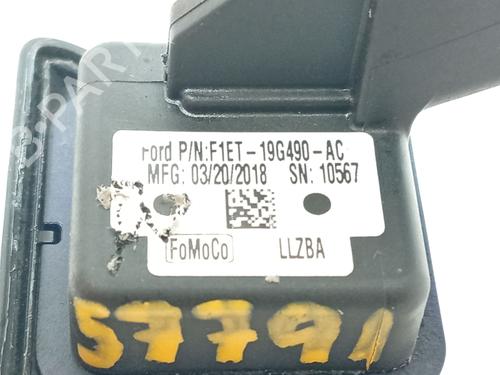 Ford P/N:F1ET-19G490-AC
MFG: 03/20/2018 SN: 10567
FoMoCo LLZBA
57791